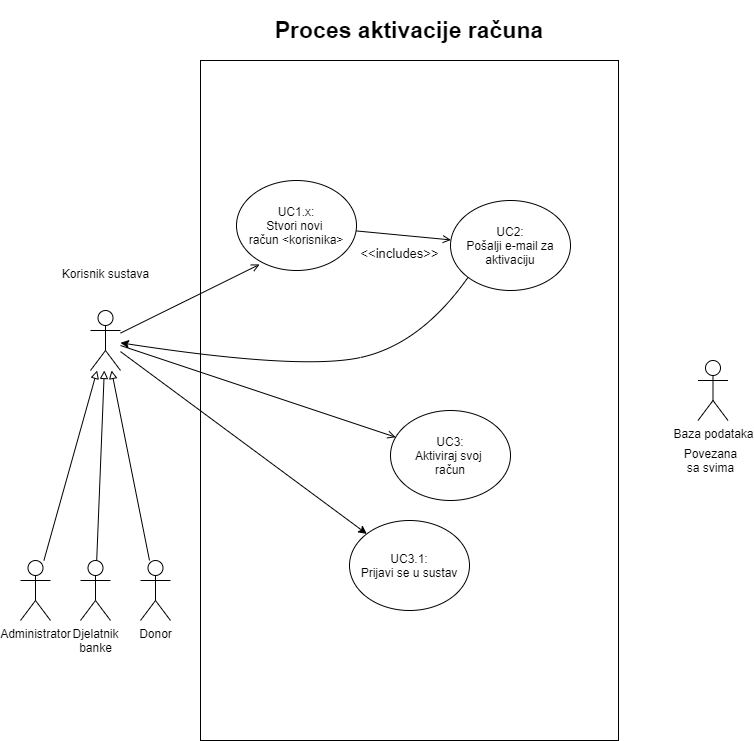 Proces aktivacije računa
UC1.x:
Stvori novi
račun <korisnika>
UC2:
Pošalji e-mail za
aktivaciju
<<includes>>
Korisnik sustava
Baza podataka
Povezana
sa svima
UC3:
Aktiviraj svoj
račun
UC3.1:
Prijavi se u sustav
Administrator
Djelatnik
banke
Donor